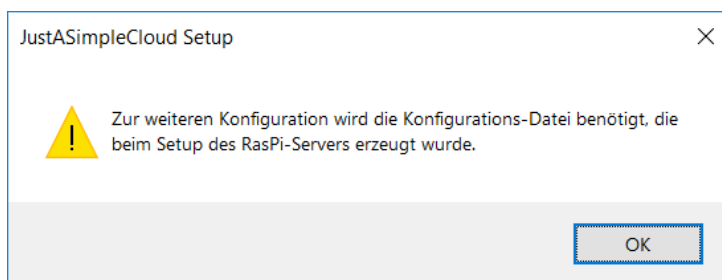 JustASimpleCloud Setup
Zur weiteren Konfiguration wird die Konfigurations-Datei benötigt, die
beim Setup des RasPi-Servers erzeugt wurde.
OK